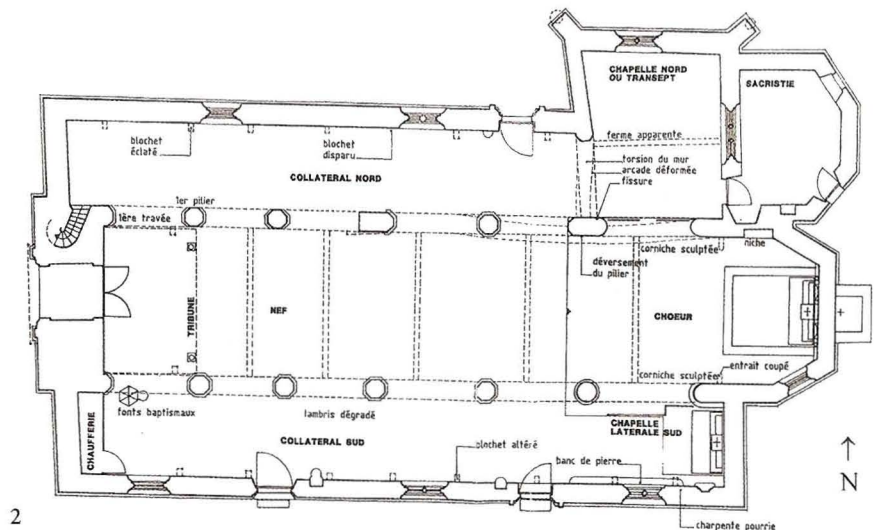 CHAPELLE NORD
OU TRANSEPT
SACRISTIE
blochet
éclaté
blochet
disparu
ferme apparente
torsion du mur
arcade déformée
fissure
COLLATERAL NORD
1er pilier
1ère travée
corniche sculptée
niche
déversement
du pilier
TRIBUNE
NEF
CHOEUR
corniche sculptée
entrait coupé
fonts baptismaux
lambris dégradé
CHAUFFERIE
COLLATERAL SUD
CHAPELLE
LATERALE SUD
blochet altéré
banc de pierre
charpente pourrie
↑
N
2